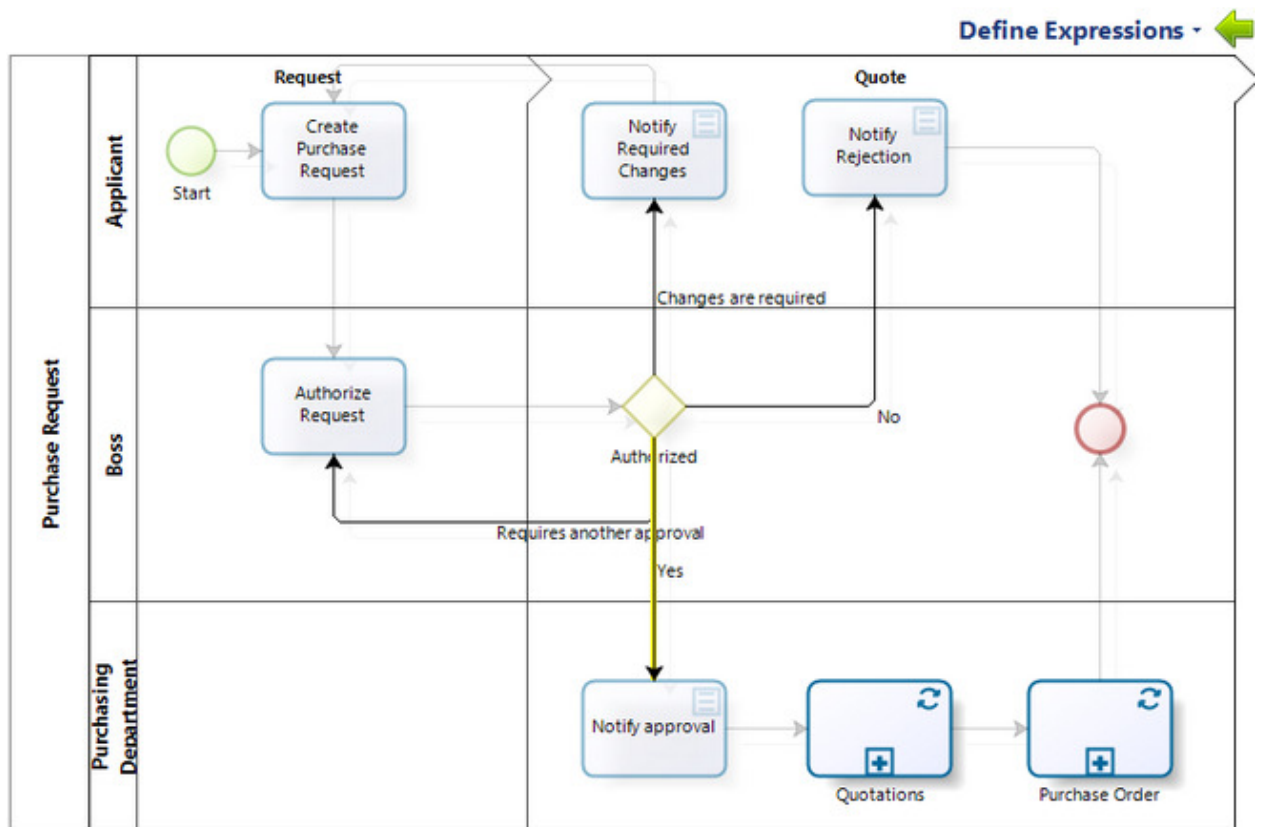 Define Expressions
Request
Quote
Purchase Request
Applicant
Start
Create
Purchase
Request
Notify
Required
Changes
Notify
Rejection
Changes are required
Boss
Authorize
Request
No
Authorized
Requires another approval
Yes
Purchasing
Department
Notify approval
Quotations
Purchase Order